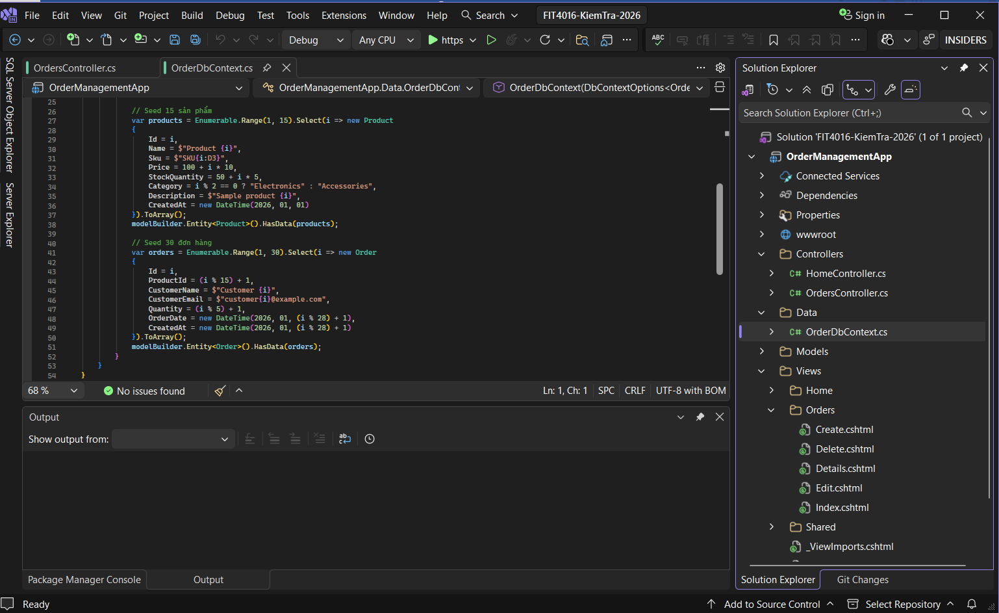 File Edit View Git Project Build Debug Test Tools Extensions Window Help Search FIT4016-KiemTra-2026 Sign in
Debug Any CPU https INSIDERS
SQL Server Object Explorer
Server Explorer
OrdersController.cs OrderDbContext.cs
OrderManagementApp OrderManagementApp.Data.OrderDbCont OrderDbContext(DbContextOptions<Orde
25
26 // Seed 15 sản phẩm
27 var products = Enumerable.Range(1, 15).Select(i => new Product
28 {
29 Id = i,
30 Name = $"Product {i}",
31 Sku = $"SKU{i:D3}",
32 Price = 100 + i * 10,
33 StockQuantity = 50 + i * 5,
34 Category = i % 2 == 0 ? "Electronics" : "Accessories",
35 Description = $"Sample product {i}",
36 CreatedAt = new DateTime(2026, 01, 01)
37 }).ToArray();
38 modelBuilder.Entity<Product>().HasData(products);
39
40 // Seed 30 đơn hàng
41 var orders = Enumerable.Range(1, 30).Select(i => new Order
42 {
43 Id = i,
44 ProductId = (i % 15) + 1,
45 CustomerName = $"Customer {i}",
46 CustomerEmail = $"customer{i}@example.com",
47 Quantity = (i % 5) + 1,
48 OrderDate = new DateTime(2026, 01, (i % 28) + 1),
49 CreatedAt = new DateTime(2026, 01, (i % 28) + 1)
50 }).ToArray();
51 modelBuilder.Entity<Order>().HasData(orders);
52 }
53 }
54 }
68 % No issues found Ln: 1, Ch: 1 SPC CRLF UTF-8 with BOM
Output
Show output from:
Package Manager Console Output
Solution Explorer
Search Solution Explorer (Ctrl+;)
Solution 'FIT4016-KiemTra-2026' (1 of 1 project)
OrderManagementApp
Connected Services
Dependencies
Properties
wwwroot
Controllers
C# HomeController.cs
C# OrdersController.cs
Data
C# OrderDbContext.cs
Models
Views
Home
Orders
Create.cshtml
Delete.cshtml
Details.cshtml
Edit.cshtml
Index.cshtml
Shared
_ViewImports.cshtml
Solution Explorer Git Changes
Ready Add to Source Control Select Repository